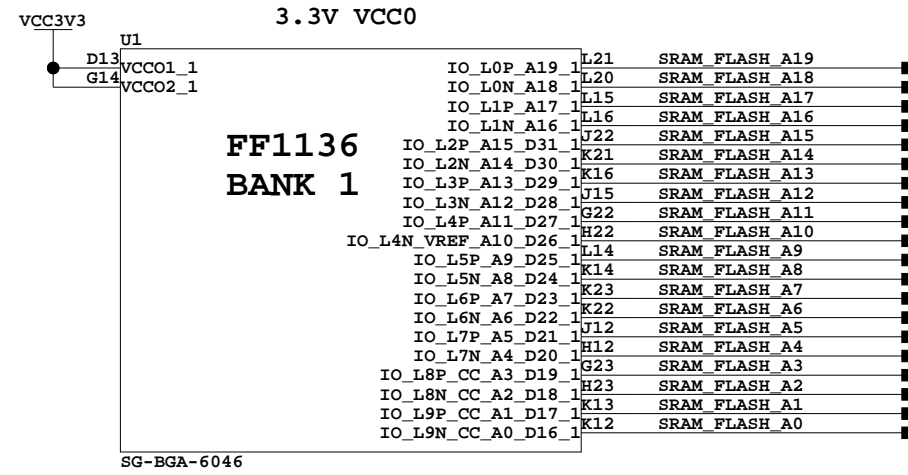 3.3V VCC0
VCC3V3
U1
D13 VCCO1_1
G14 VCCO2_1
FF1136
BANK 1
IO_L0P_A19_1 L21 SRAM_FLASH_A19
IO_L0N_A18_1 L20 SRAM_FLASH_A18
IO_L1P_A17_1 L15 SRAM_FLASH_A17
IO_L1N_A16_1 L16 SRAM_FLASH_A16
IO_L2P_A15_D31_1 J22 SRAM_FLASH_A15
IO_L2N_A14_D30_1 K21 SRAM_FLASH_A14
IO_L3P_A13_D29_1 K16 SRAM_FLASH_A13
IO_L3N_A12_D28_1 J15 SRAM_FLASH_A12
IO_L4P_A11_D27_1 G22 SRAM_FLASH_A11
IO_L4N_VREF_A10_D26_1 H22 SRAM_FLASH_A10
IO_L5P_A9_D25_1 L14 SRAM_FLASH_A9
IO_L5N_A8_D24_1 K14 SRAM_FLASH_A8
IO_L6P_A7_D23_1 K23 SRAM_FLASH_A7
IO_L6N_A6_D22_1 K22 SRAM_FLASH_A6
IO_L7P_A5_D21_1 J12 SRAM_FLASH_A5
IO_L7N_A4_D20_1 H12 SRAM_FLASH_A4
IO_L8P_CC_A3_D19_1 G23 SRAM_FLASH_A3
IO_L8N_CC_A2_D18_1 H23 SRAM_FLASH_A2
IO_L9P_CC_A1_D17_1 K13 SRAM_FLASH_A1
IO_L9N_CC_A0_D16_1 K12 SRAM_FLASH_A0
SG-BGA-6046